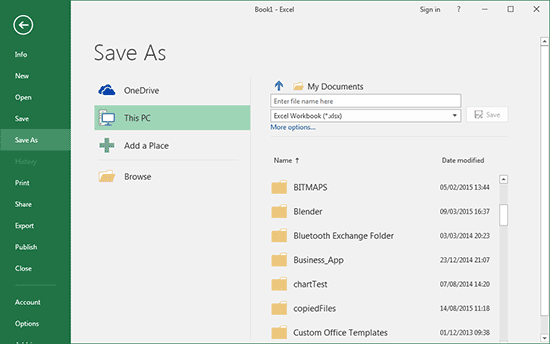 Book1 - Excel
Sign in
?
Save As
Info
New
Open
Save
Save As
History
Print
Share
Export
Publish
Close
Account
Options
OneDrive
This PC
Add a Place
Browse
My Documents
Enter file name here
Excel Workbook (*.xlsx)
Save
More options...
Name ↑ Date modified
BITMAPS 05/02/2015 13:44
Blender 09/03/2015 16:37
Bluetooth Exchange Folder 03/03/2014 20:23
Business_App 23/12/2014 21:07
chartTest 07/08/2014 14:20
copiedFiles 14/08/2015 11:18
Custom Office Templates 01/12/2013 09:38